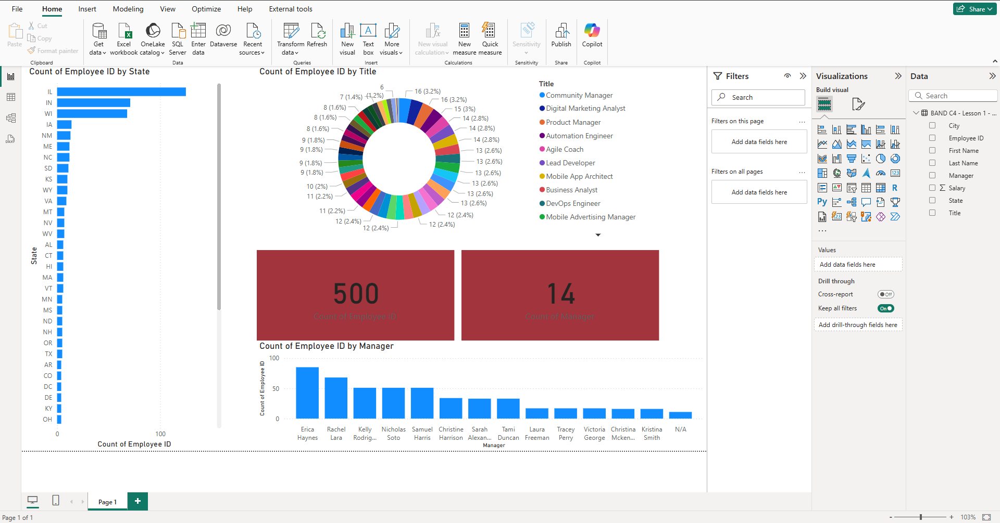 File Home Insert Modeling View Optimize Help External tools Share
Paste
Cut
Copy
Format painter
Clipboard
Get data
Excel workbook
OneLake catalog
SQL Server
Enter data
Dataverse
Recent sources
Data
Transform data
Refresh
Queries
New visual
Text box
More visuals
Insert
New visual calculation
New measure
Quick measure
Calculations
Sensitivity
Sensitivity
Publish
Share
Copilot
Copilot
Count of Employee ID by State
State
IL
IN
WI
IA
NM
ME
NC
SD
KS
WY
VA
MT
NV
WV
AL
CT
HI
MA
VT
MN
MS
ND
NH
OR
TX
AR
CO
DC
DE
KY
OH
0 100
Count of Employee ID
Count of Employee ID by Title
16 (3.2%)
16 (3.2%)
15 (3%)
14 (2.8%)
14 (2.8%)
14 (2.8%)
13 (2.6%)
13 (2.6%)
13 (2.6%)
13 (2.6%)
13 (2.6%)
13 (2.6%)
12 (2.4%)
12 (2.4%)
12 (2.4%)
12 (2.4%)
11 (2.2%)
11 (2.2%)
10 (2%)
9 (1.8%)
9 (1.8%)
9 (1.8%)
9 (1.8%)
8 (1.6%)
8 (1.6%)
8 (1.6%)
7 (1.4%)
6
(1.2%)
Title
Community Manager
Digital Marketing Analyst
Product Manager
Automation Engineer
Agile Coach
Lead Developer
Mobile App Architect
Business Analyst
DevOps Engineer
Mobile Advertising Manager
500
Count of Employee ID
14
Count of Manager
Count of Employee ID by Manager
Count of Employee ID
100
50
0
Erica Haynes
Rachel Lara
Kelly Rodrig...
Nicholas Soto
Samuel Harris
Christine Harrison
Sarah Alexan...
Tami Duncan
Laura Freeman
Tracey Perry
Victoria George
Christina Mcken...
Kristina Smith
N/A
Manager
Filters
Search
Filters on this page ...
Add data fields here
Filters on all pages ...
Add data fields here
Visualizations
Build visual
123
R
Py
123
...
Values
Add data fields here
Drill through
Cross-report Off
Keep all filters On
Add drill-through fields here
Data
Search
BAND C4 - Lesson 1 - ...
City
Employee ID
First Name
Last Name
Manager
Σ Salary
State
Title
Page 1 +
Page 1 of 1
- + 103%